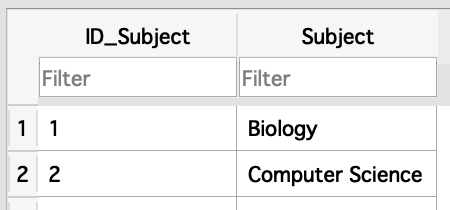 ID_Subject Subject
Filter Filter
1 1 Biology
2 2 Computer Science